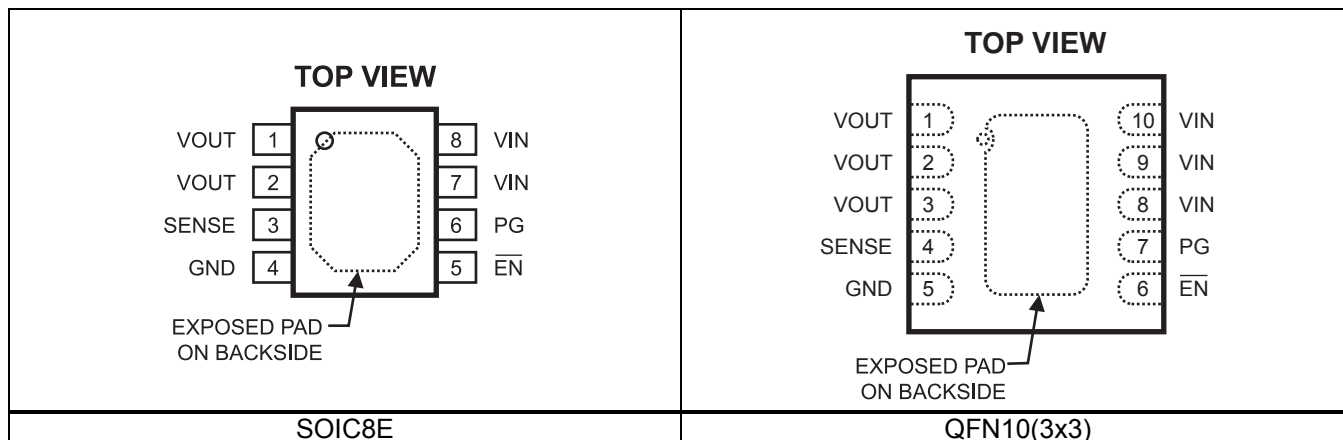 TOP VIEW
VOUT 1 8 VIN
VOUT 2 7 VIN
SENSE 3 6 PG
GND 4 5 E̅N̅
EXPOSED PAD
ON BACKSIDE
SOIC8E
TOP VIEW
VOUT 1 10 VIN
VOUT 2 9 VIN
VOUT 3 8 VIN
SENSE 4 7 PG
GND 5 6 E̅N̅
EXPOSED PAD
ON BACKSIDE
QFN10(3x3)